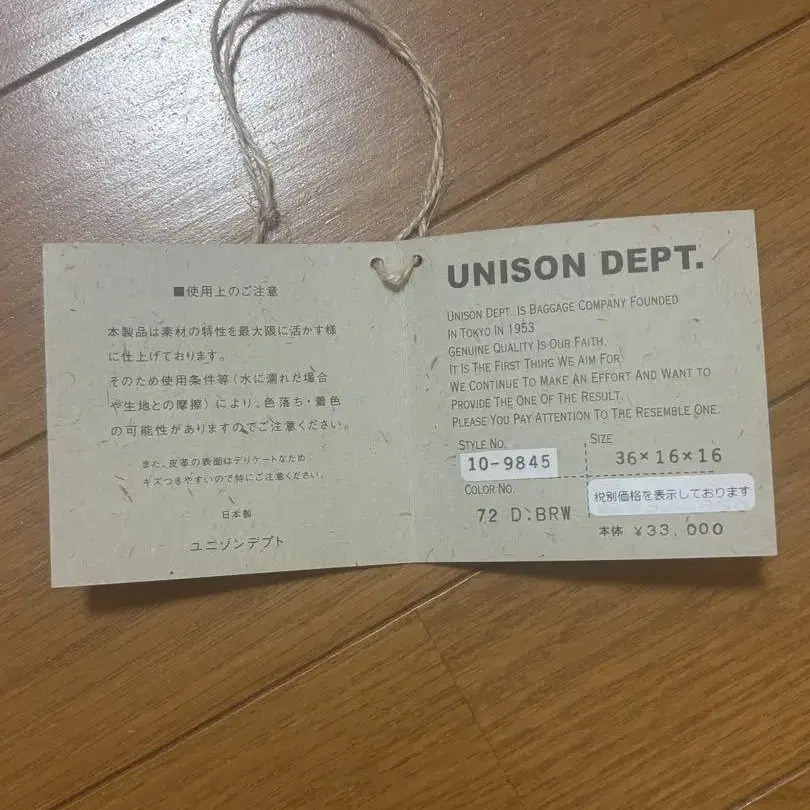 ■使用上のご注意
本製品は素材の特性を最大限に活かす様
に仕上げております。
そのため使用条件等(水に濡れた場合
や生地との摩擦)により、色落ち・着色
の可能性がありますのでご注意ください。
また、皮革の表面はデリケートなため
キズつきやすいので特にご注意ください。
日本製
ユニゾンデプト
UNISON DEPT.
UNISON DEPT. IS BAGGAGE COMPANY FOUNDED
IN TOKYO IN 1953
GENUINE QUALITY IS OUR FAITH.
IT IS THE FIRST THIHG WE AIM FOR.
WE CONTINUE TO MAKE AN EFFORT AND WANT TO
PROVIDE THE ONE OF THE RESULT.
PLEASE YOU PAY ATTENTION TO THE RESEMBLE ONE.
STYLE NO.
10-9845
SIZE
36×16×16
COLOR NO.
72 D.BRW
税別価格を表示しております
本体 ¥33,000